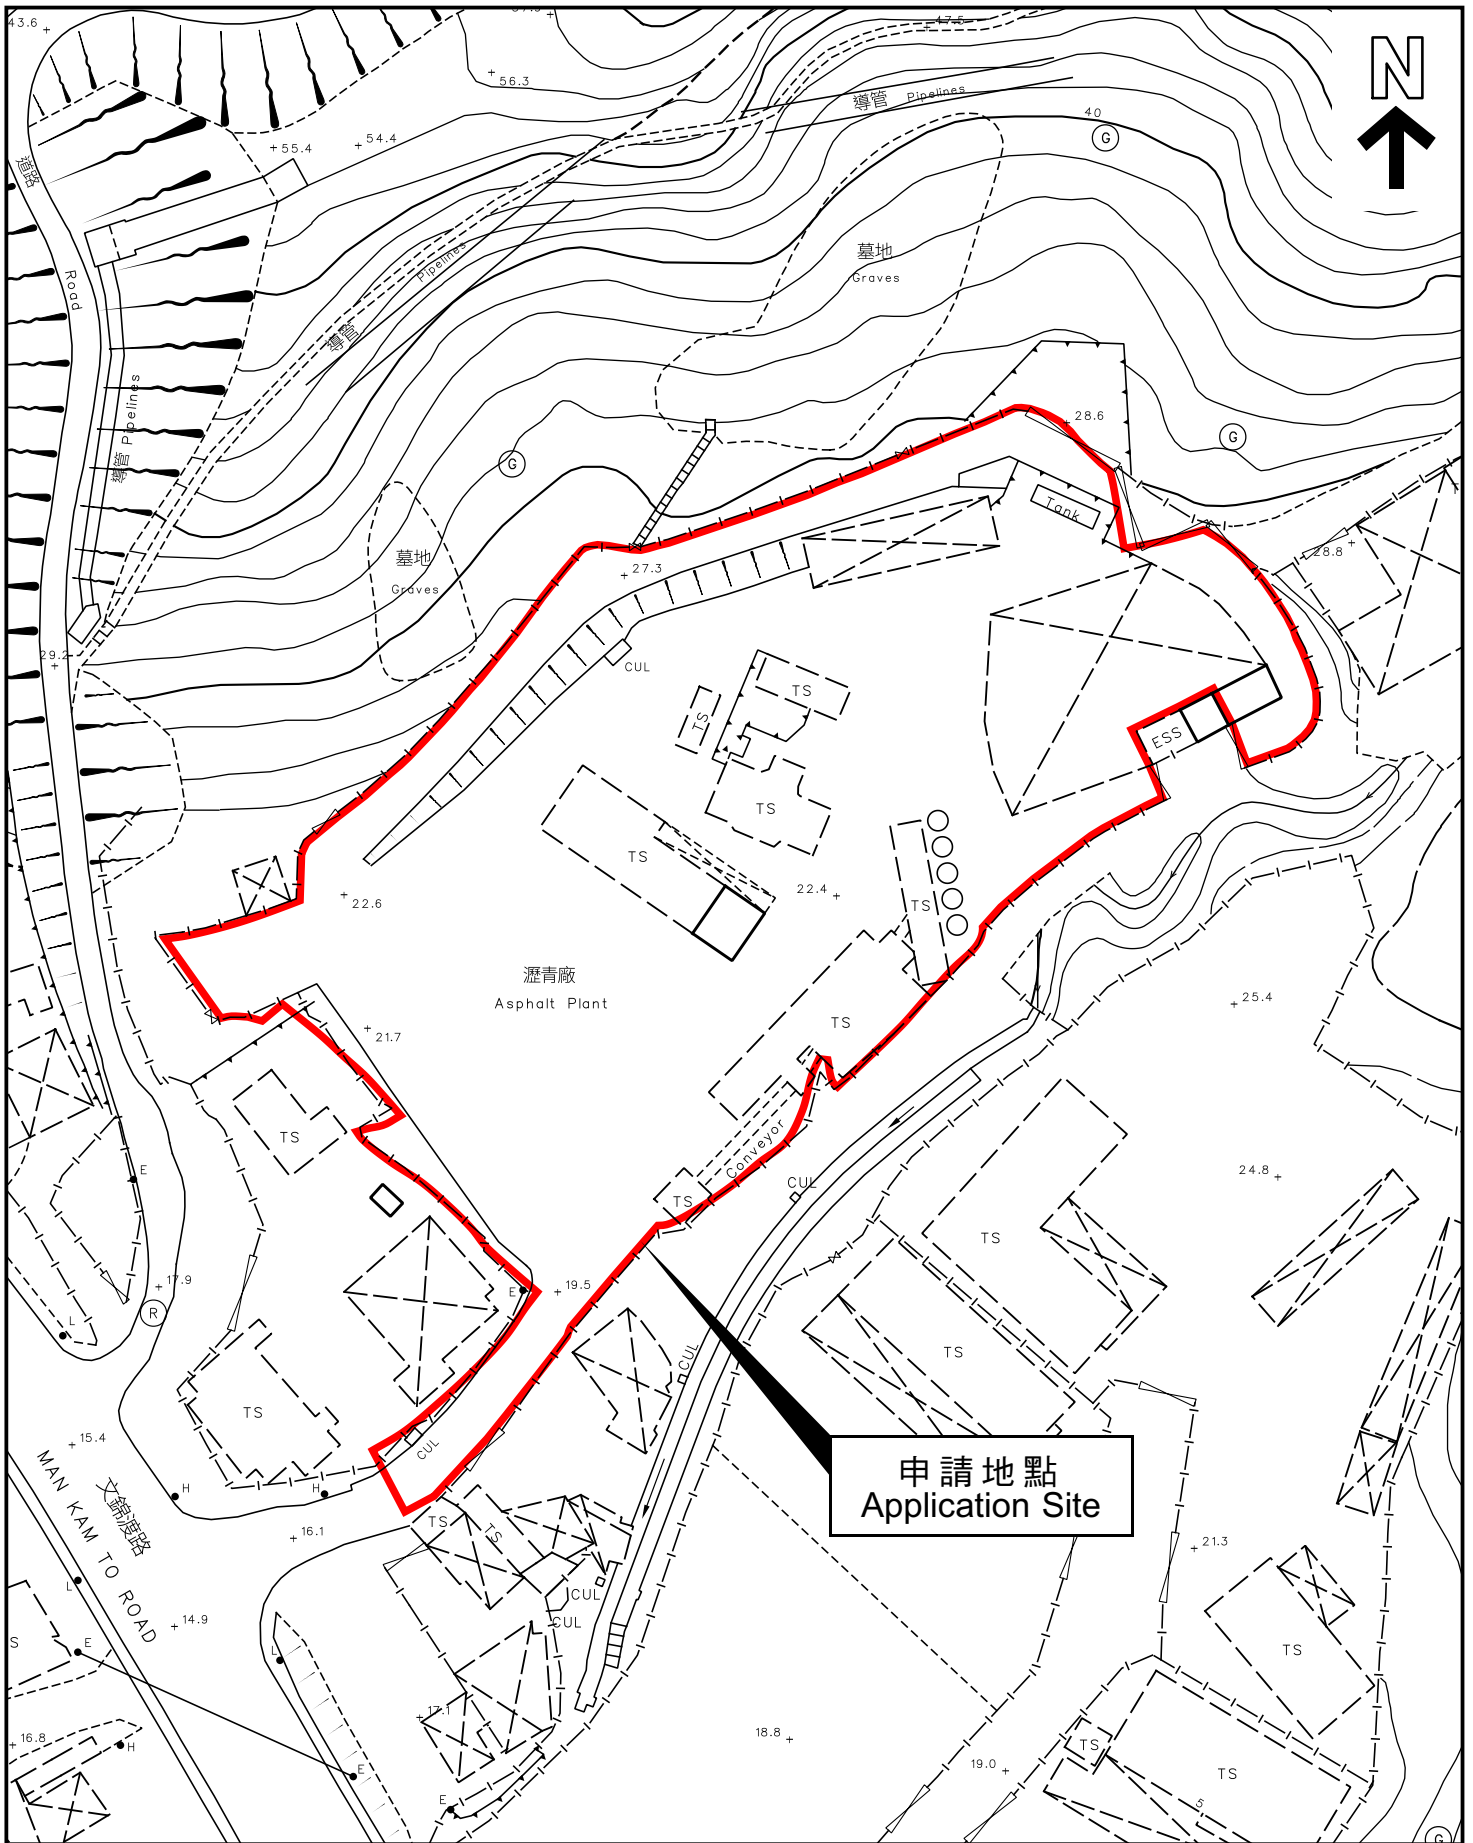 43.6
47.5
N
56.3
導管 Pipelines
40
G
54.4
55.4
道路
Road
墓地
Graves
導管
Pipelines
導管 Pipelines
28.6
G
G
Tank
28.8
墓地
Graves
27.3
29.2
CUL
TS
TS
ESS
TS
TS
22.4
22.6
TS
瀝青廠
Asphalt Plant
25.4
21.7
TS
TS
Conveyor
E
24.8
CUL
TS
TS
17.9
R
E
19.5
L
TS
CUL
TS
15.4
CUL
MAN KAM TO ROAD
文錦渡路
H
H
申請地點
Application Site
16.1
TS
TS
21.3
L
CUL
14.9
CUL
S
E
L
TS
17.1
16.8
H
18.8
TS
19.0
TS
E
E
5
G